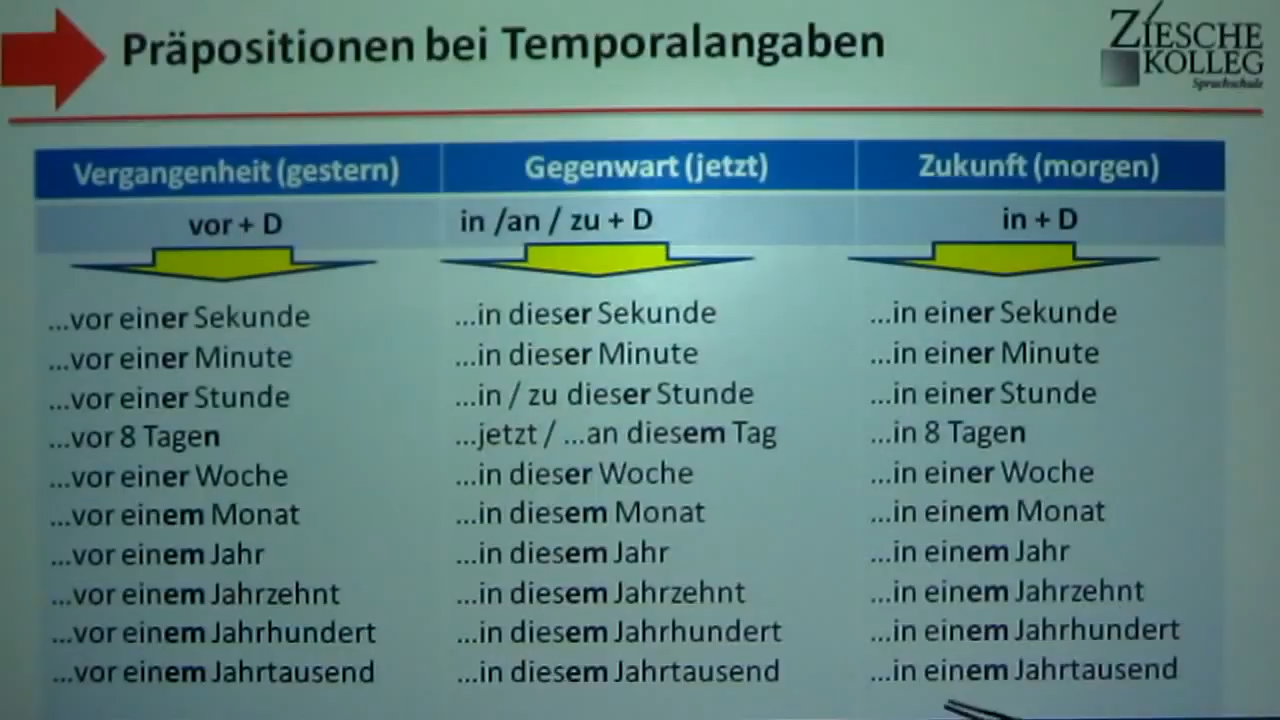 Präpositionen bei Temporalangaben
ZIESCHE
KOLLEG
Sprachschule
Vergangenheit (gestern) Gegenwart (jetzt) Zukunft (morgen)
vor + D in /an / zu + D in + D
...vor einer Sekunde ...in dieser Sekunde ...in einer Sekunde
...vor einer Minute ...in dieser Minute ...in einer Minute
...vor einer Stunde ...in / zu dieser Stunde ...in einer Stunde
...vor 8 Tagen ...jetzt / ...an diesem Tag ...in 8 Tagen
...vor einer Woche ...in dieser Woche ...in einer Woche
...vor einem Monat ...in diesem Monat ...in einem Monat
...vor einem Jahr ...in diesem Jahr ...in einem Jahr
...vor einem Jahrzehnt ...in diesem Jahrzehnt ...in einem Jahrzehnt
...vor einem Jahrhundert ...in diesem Jahrhundert ...in einem Jahrhundert
...vor einem Jahrtausend ...in diesem Jahrtausend ...in einem Jahrtausend